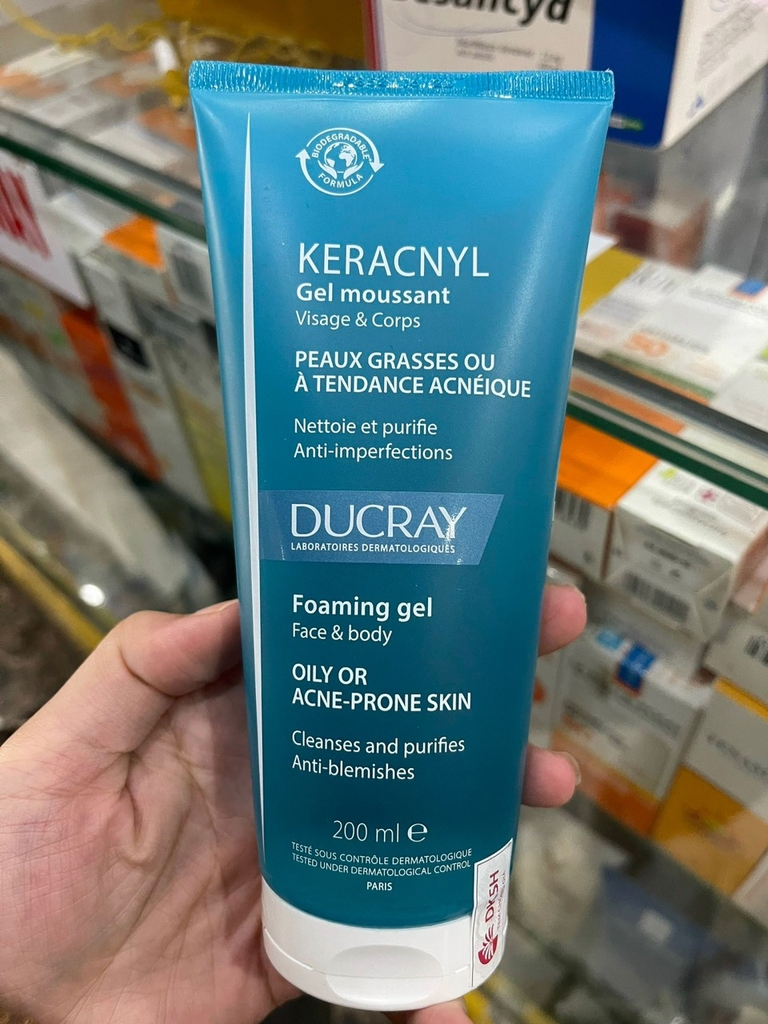 BIODEGRADABLE
FORMULA
KERACNYL
Gel moussant
Visage & Corps
PEAUX GRASSES OU
À TENDANCE ACNÉIQUE
Nettoie et purifie
Anti-imperfections
DUCRAY
LABORATOIRES DERMATOLOGIQUES
Foaming gel
Face & body
OILY OR
ACNE-PRONE SKIN
Cleanses and purifies
Anti-blemishes
200 ml ℮
TESTÉ SOUS CONTRÔLE DERMATOLOGIQUE
TESTED UNDER DERMATOLOGICAL CONTROL
PARIS
DKSH